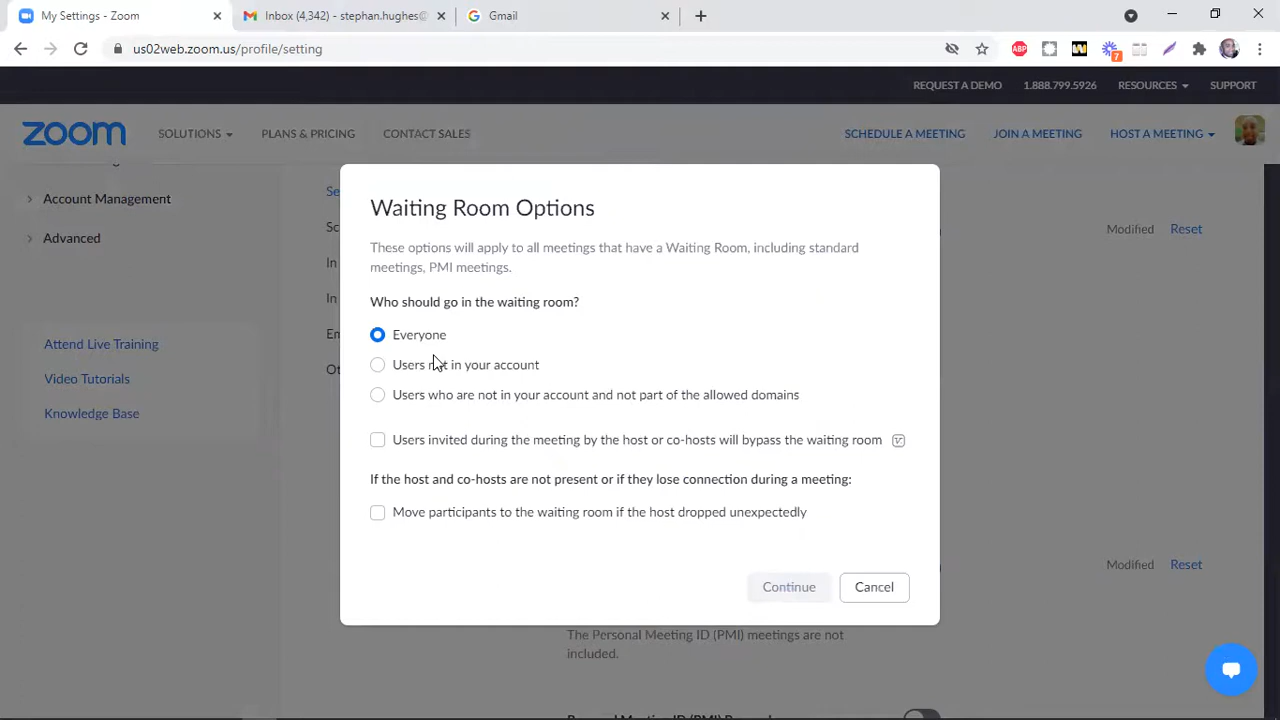 My Settings - Zoom
Inbox (4,342) - stephan.hughes@
Gmail
us02web.zoom.us/profile/setting
ABP
7
REQUEST A DEMO 1.888.799.5926 RESOURCES SUPPORT
zoom SOLUTIONS PLANS & PRICING CONTACT SALES SCHEDULE A MEETING JOIN A MEETING HOST A MEETING
Account Management
Advanced
Attend Live Training
Video Tutorials
Knowledge Base
Se
Sc
In
In
Em
Ot
Modified Reset
Waiting Room Options
These options will apply to all meetings that have a Waiting Room, including standard
meetings, PMI meetings.
Who should go in the waiting room?
Everyone
Users not in your account
Users who are not in your account and not part of the allowed domains
Users invited during the meeting by the host or co-hosts will bypass the waiting room
If the host and co-hosts are not present or if they lose connection during a meeting:
Move participants to the waiting room if the host dropped unexpectedly
Continue Cancel
Modified Reset
The Personal Meeting ID (PMI) meetings are not
included.